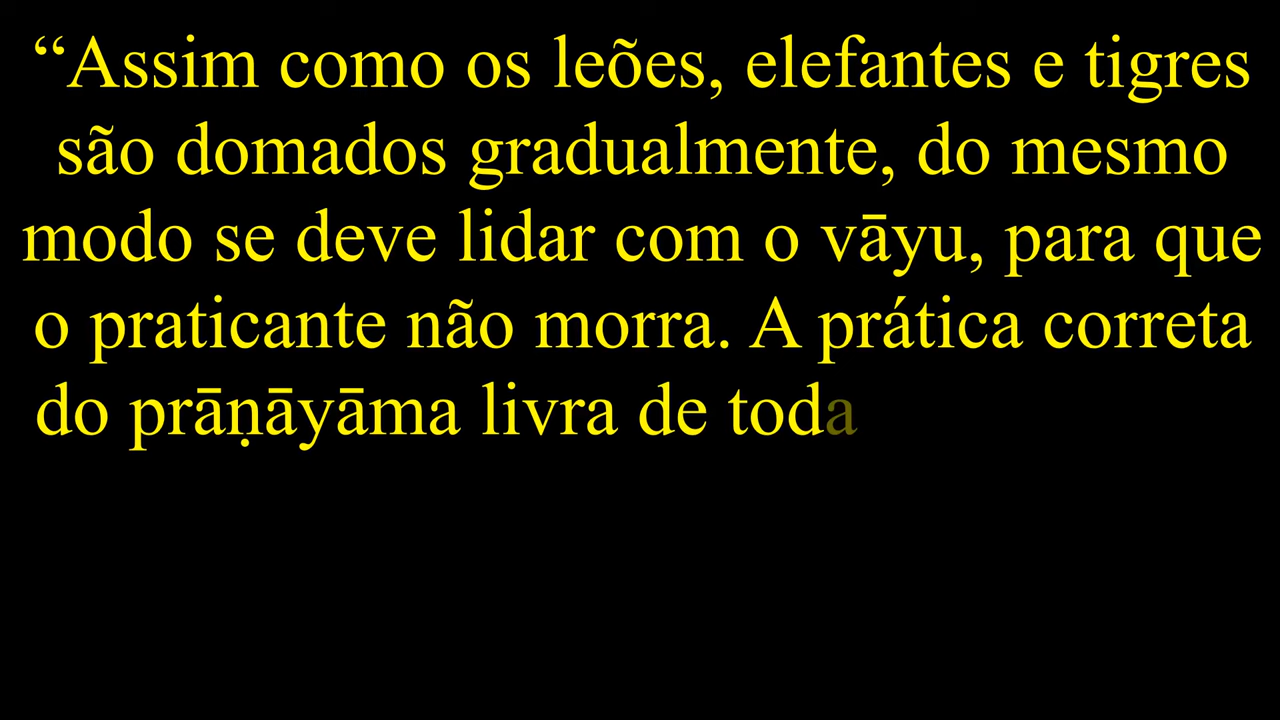 “Assim como os leões, elefantes e tigres
são domados gradualmente, do mesmo
modo se deve lidar com o vāyu, para que
o praticante não morra. A prática correta
do prāṇāyāma livra de toda